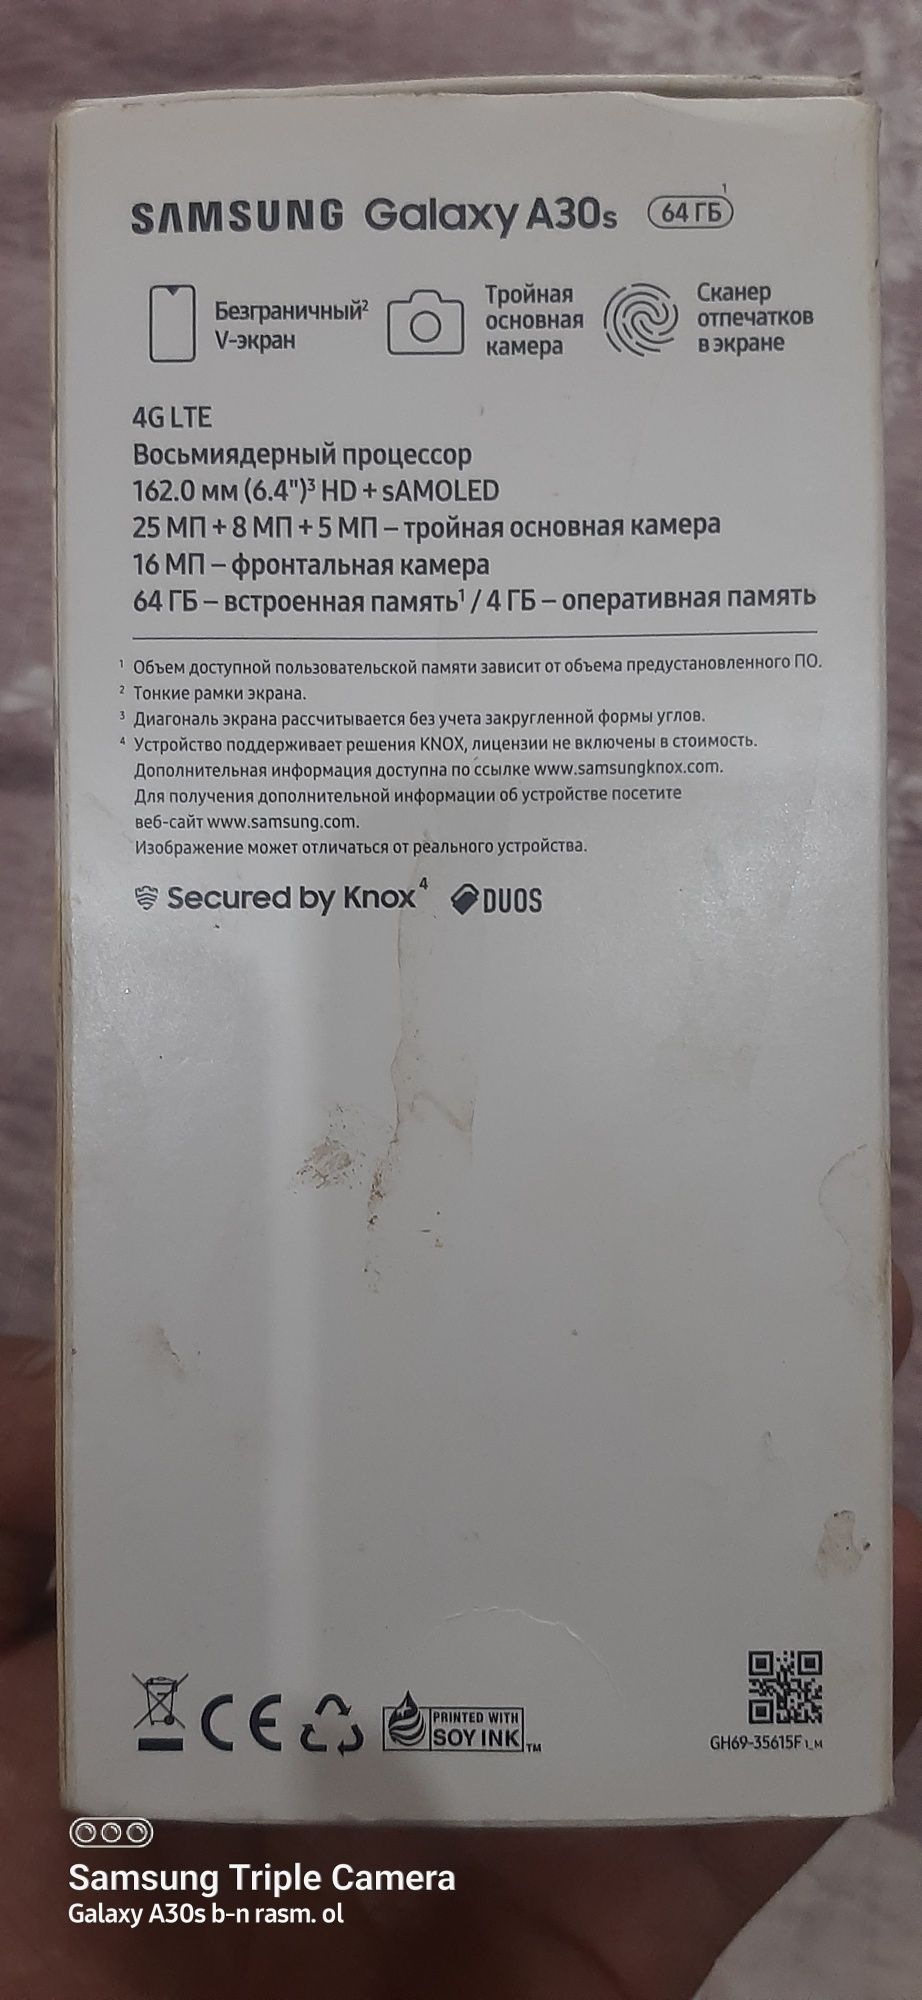 SAMSUNG Galaxy A30s 64 ГБ¹
Безграничный²
V-экран
Тройная
основная
камера
Сканер
отпечатков
в экране
4G LTE
Восьмиядерный процессор
162.0 мм (6.4")³ HD + sAMOLED
25 МП + 8 МП + 5 МП – тройная основная камера
16 МП – фронтальная камера
64 ГБ – встроенная память¹ / 4 ГБ – оперативная память
¹ Объем доступной пользовательской памяти зависит от объема предустановленного ПО.
² Тонкие рамки экрана.
³ Диагональ экрана рассчитывается без учета закругленной формы углов.
⁴ Устройство поддерживает решения KNOX, лицензии не включены в стоимость.
Дополнительная информация доступна по ссылке www.samsungknox.com.
Для получения дополнительной информации об устройстве посетите
веб-сайт www.samsung.com.
Изображение может отличаться от реального устройства.
Secured by Knox⁴ DUOS
CE
PRINTED WITH
SOY INK™
GH69-35615F 1_M
Samsung Triple Camera
Galaxy A30s b-n rasm. ol